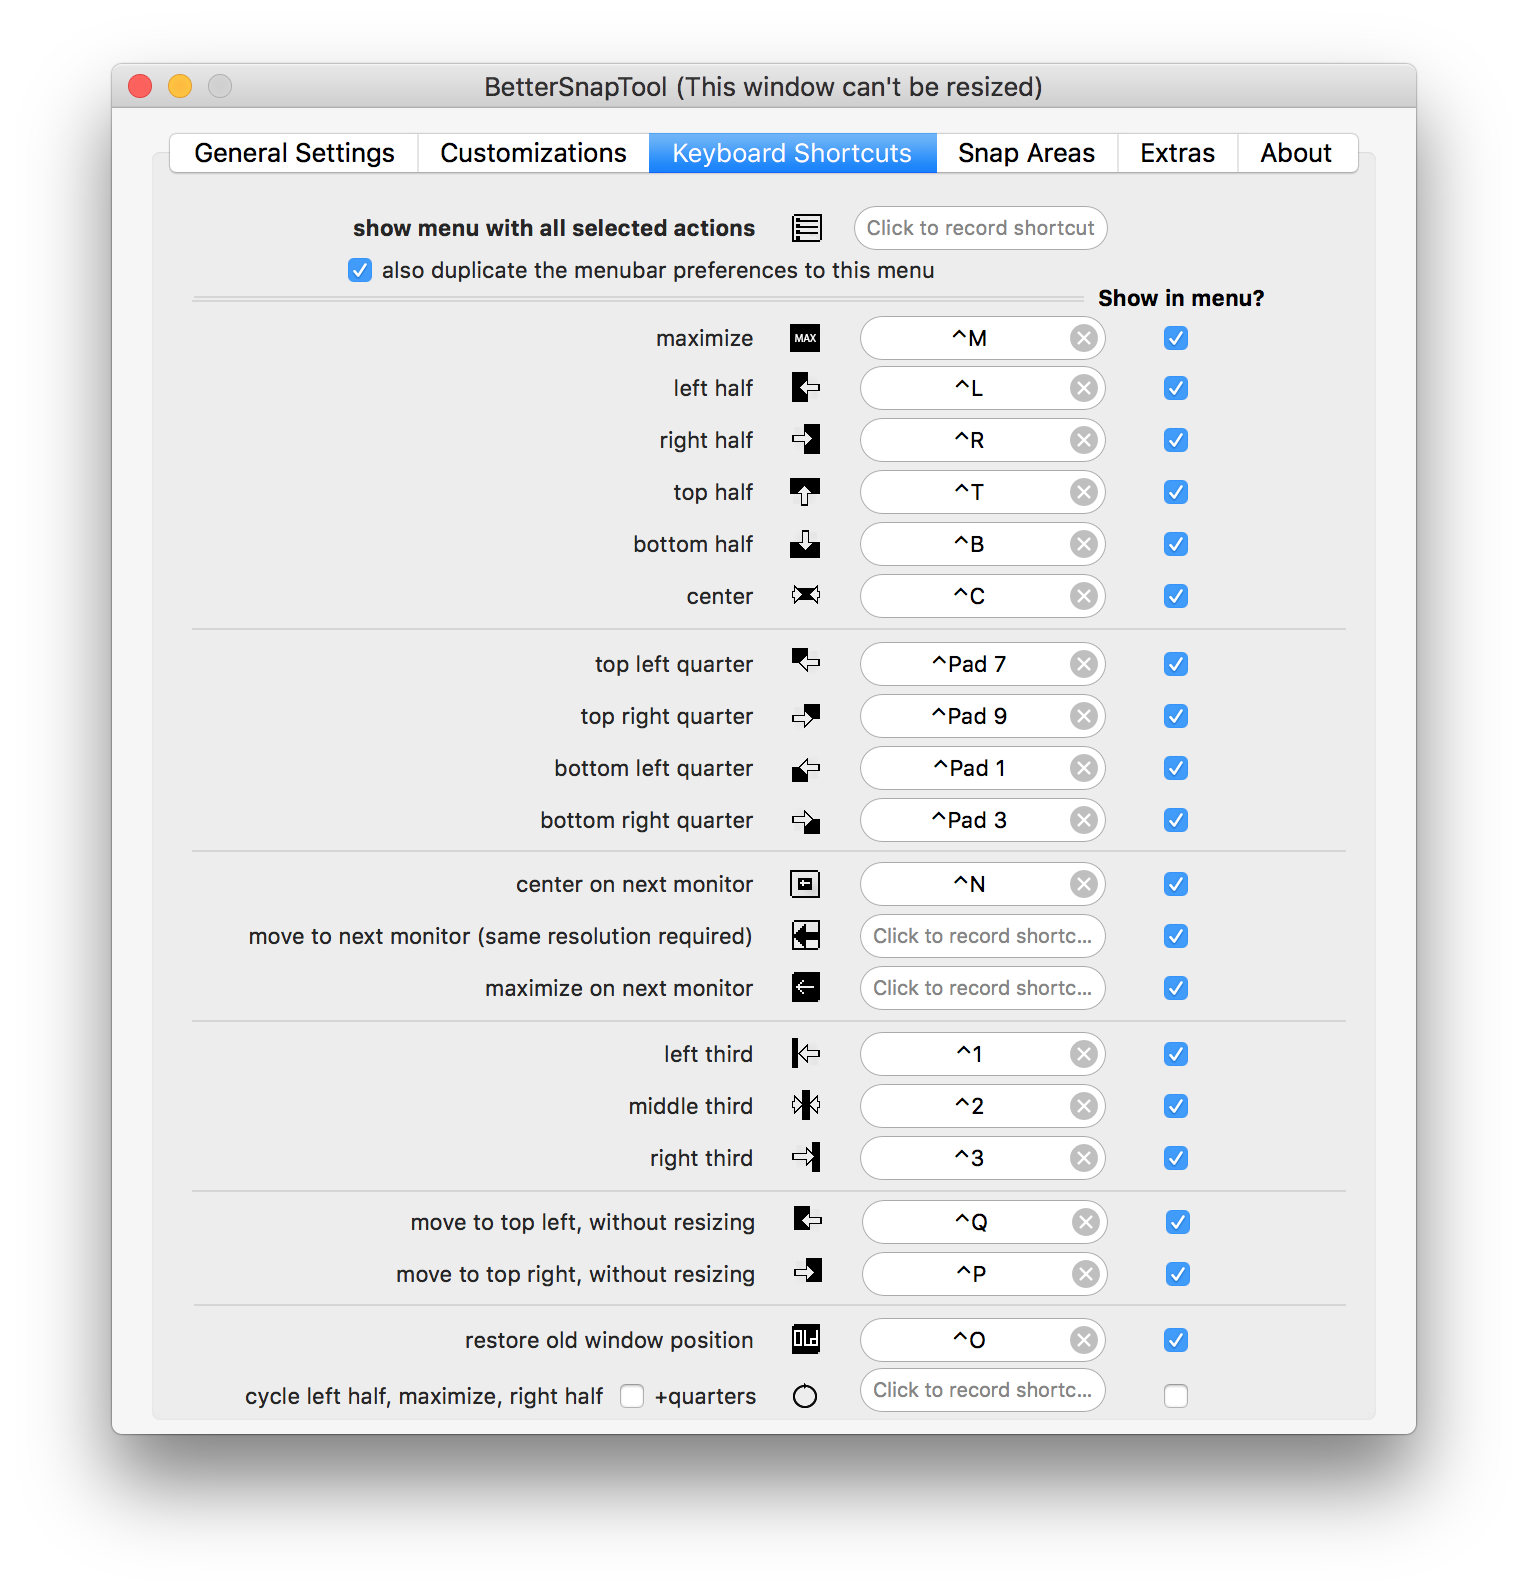 BetterSnapTool (This window can't be resized)
General Settings Customizations Keyboard Shortcuts Snap Areas Extras About
show menu with all selected actions Click to record shortcut
also duplicate the menubar preferences to this menu
Show in menu?
maximize MAX ^M
left half ^L
right half ^R
top half ^T
bottom half ^B
center ^C
top left quarter ^Pad 7
top right quarter ^Pad 9
bottom left quarter ^Pad 1
bottom right quarter ^Pad 3
center on next monitor ^N
move to next monitor (same resolution required) Click to record shortc...
maximize on next monitor Click to record shortc...
left third ^1
middle third ^2
right third ^3
move to top left, without resizing ^Q
move to top right, without resizing ^P
restore old window position OLd ^O
cycle left half, maximize, right half +quarters Click to record shortc...